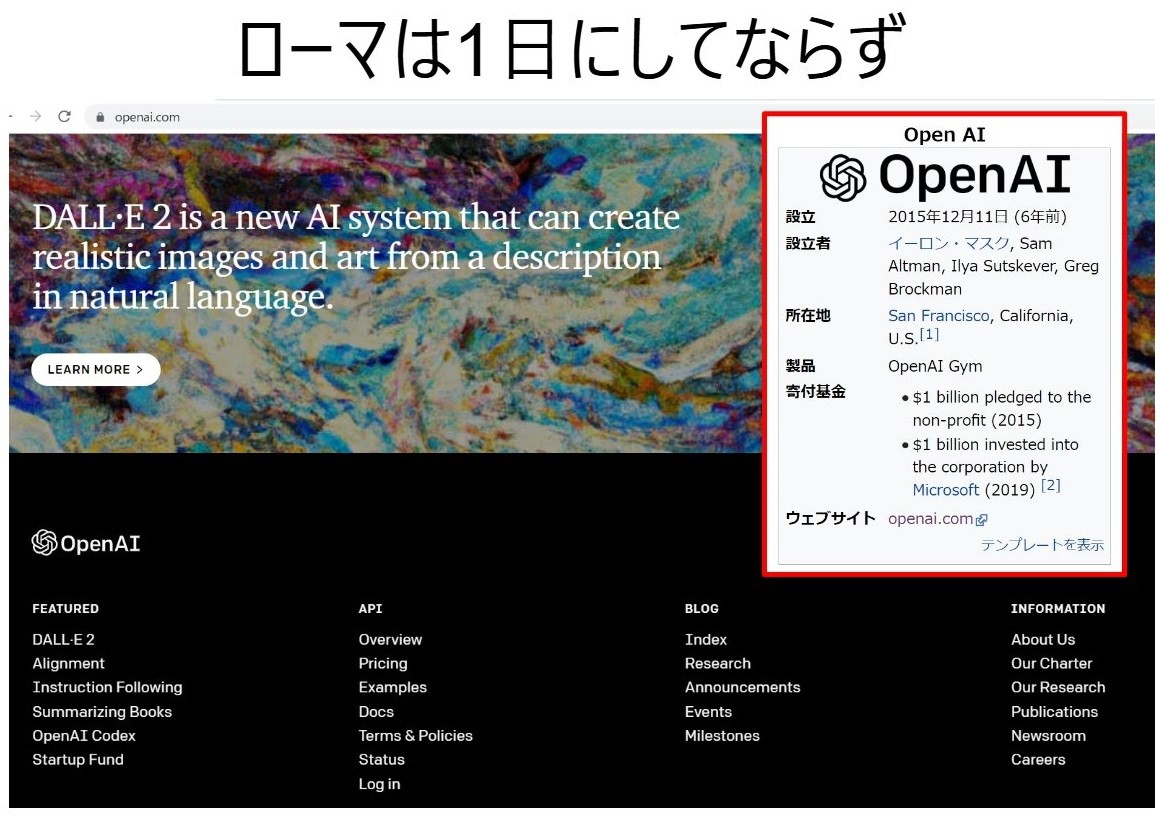 ローマは1日にしてならず
openai.com
DALL·E 2 is a new AI system that can create
realistic images and art from a description
in natural language.
LEARN MORE >
Open AI
OpenAI
設立 2015年12月11日 (6年前)
設立者 イーロン・マスク, Sam
Altman, Ilya Sutskever, Greg
Brockman
所在地 San Francisco, California,
U.S.[1]
製品 OpenAI Gym
寄付基金 • $1 billion pledged to the
non-profit (2015)
• $1 billion invested into
the corporation by
Microsoft (2019) [2]
ウェブサイト openai.com
テンプレートを表示
OpenAI
FEATURED
DALL·E 2
Alignment
Instruction Following
Summarizing Books
OpenAI Codex
Startup Fund
API
Overview
Pricing
Examples
Docs
Terms & Policies
Status
Log in
BLOG
Index
Research
Announcements
Events
Milestones
INFORMATION
About Us
Our Charter
Our Research
Publications
Newsroom
Careers